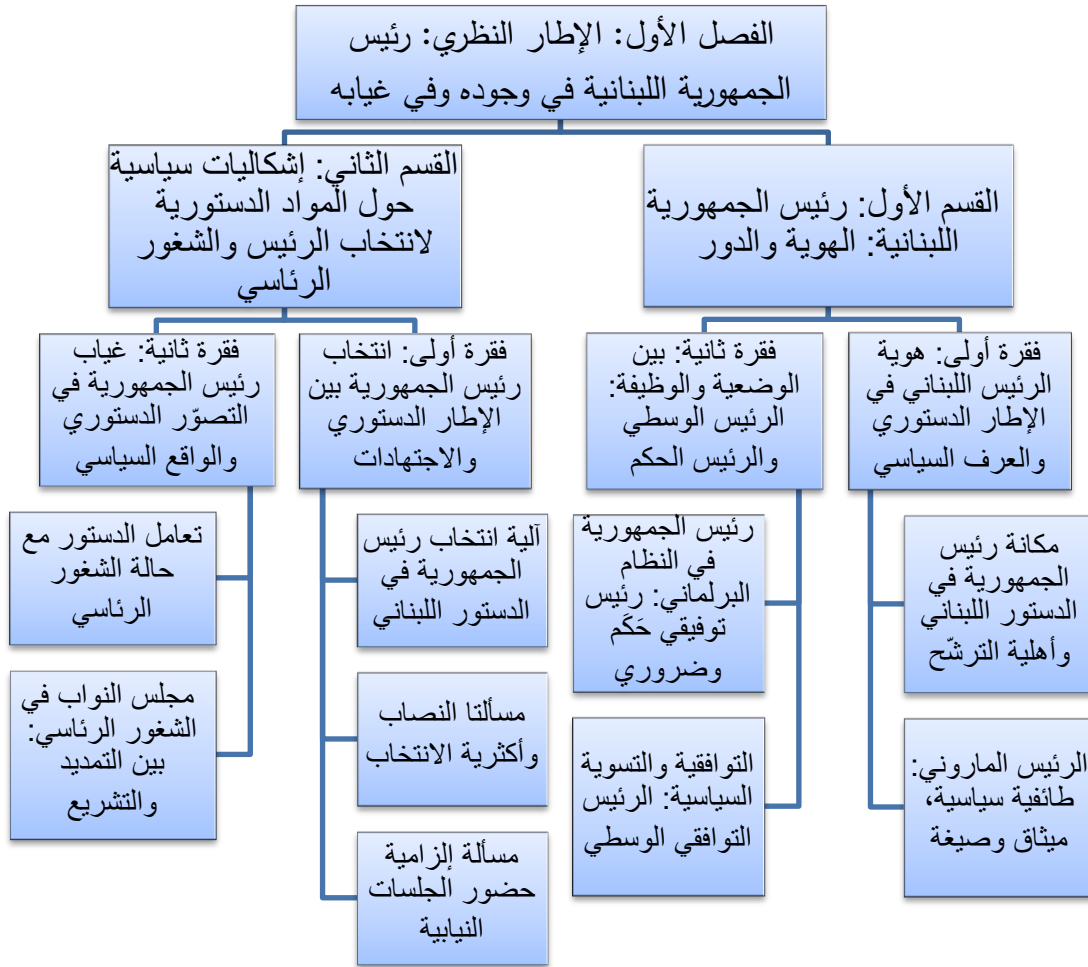 الفصل الأول: الإطار النظري: رئيس
الجمهورية اللبنانية في وجوده وفي غيابه
القسم الأول: رئيس الجمهورية
اللبنانية: الهوية والدور
فقرة أولى: هوية
الرئيس اللبناني في
الإطار الدستوري
والعرف السياسي
مكانة رئيس
الجمهورية في
الدستور اللبناني
وأهلية الترشّح
الرئيس الماروني:
طائفية سياسية،
ميثاق وصيغة
فقرة ثانية: بين
الوضعية والوظيفة:
الرئيس الوسطي
والرئيس الحكم
رئيس الجمهورية
في النظام
البرلماني: رئيس
توفيقي حَكَم
وضروري
التوافقية والتسوية
السياسية: الرئيس
التوافقي الوسطي
القسم الثاني: إشكاليات سياسية
حول المواد الدستورية
لانتخاب الرئيس والشغور
الرئاسي
فقرة أولى: انتخاب
رئيس الجمهورية بين
الإطار الدستوري
والاجتهادات
آلية انتخاب رئيس
الجمهورية في
الدستور اللبناني
مسألتا النصاب
وأكثرية الانتخاب
مسألة إلزامية
حضور الجلسات
النيابية
فقرة ثانية: غياب
رئيس الجمهورية في
التصوّر الدستوري
والواقع السياسي
تعامل الدستور مع
حالة الشغور
الرئاسي
مجلس النواب في
الشغور الرئاسي:
بين التمديد
والتشريع